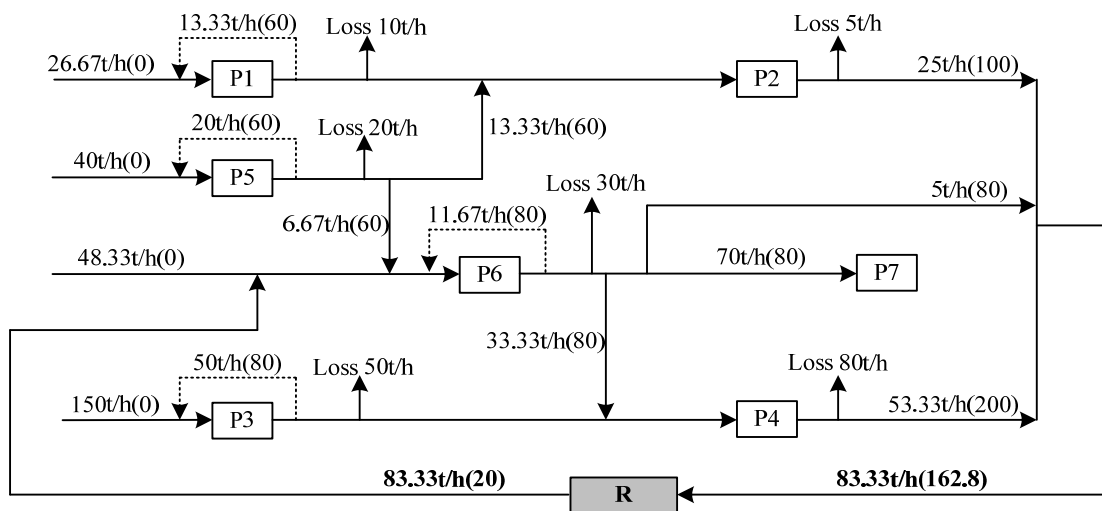 13.33t/h(60)
Loss 10t/h
Loss 5t/h
26.67t/h(0)
P1
P2
25t/h(100)
20t/h(60)
Loss 20t/h
13.33t/h(60)
40t/h(0)
P5
Loss 30t/h
5t/h(80)
6.67t/h(60)
11.67t/h(80)
48.33t/h(0)
P6
70t/h(80)
P7
33.33t/h(80)
50t/h(80)
Loss 50t/h
Loss 80t/h
150t/h(0)
P3
P4
53.33t/h(200)
83.33t/h(20)
R
83.33t/h(162.8)